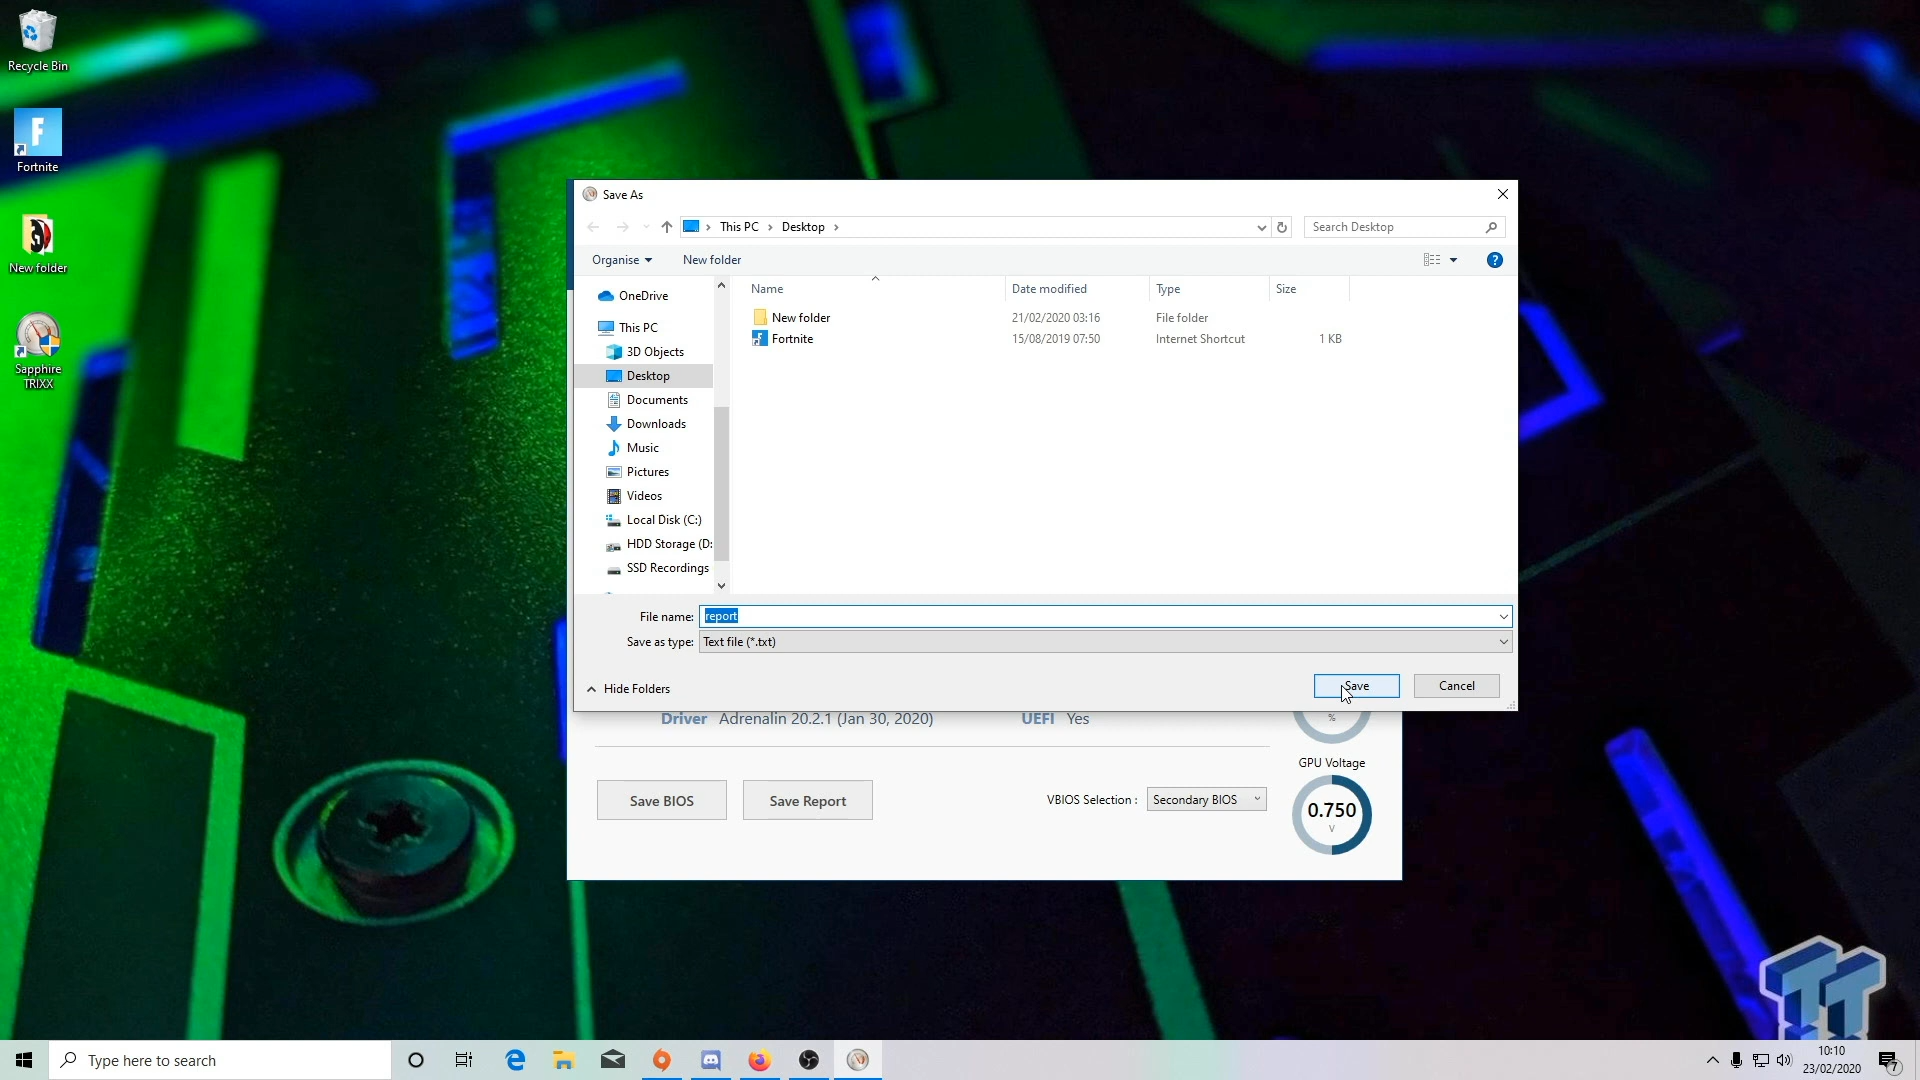 Recycle Bin
Fortnite
New folder
Sapphire
TRIXX
Save As
This PC
Desktop
Search Desktop
Organise
New folder
OneDrive
This PC
3D Objects
Desktop
Documents
Downloads
Music
Pictures
Videos
Local Disk (C:)
HDD Storage (D:
SSD Recordings
Name
Date modified
Type
Size
New folder
21/02/2020 03:16
File folder
Fortnite
15/08/2019 07:50
Internet Shortcut
1 KB
File name:
report
Save as type:
Text file (*.txt)
Hide Folders
Save
Cancel
Driver
Adrenalin 20.2.1 (Jan 30, 2020)
UEFI
Yes
%
GPU Voltage
0.750
V
Save BIOS
Save Report
VBIOS Selection :
Secondary BIOS
TT
Type here to search
10:10
23/02/2020
7